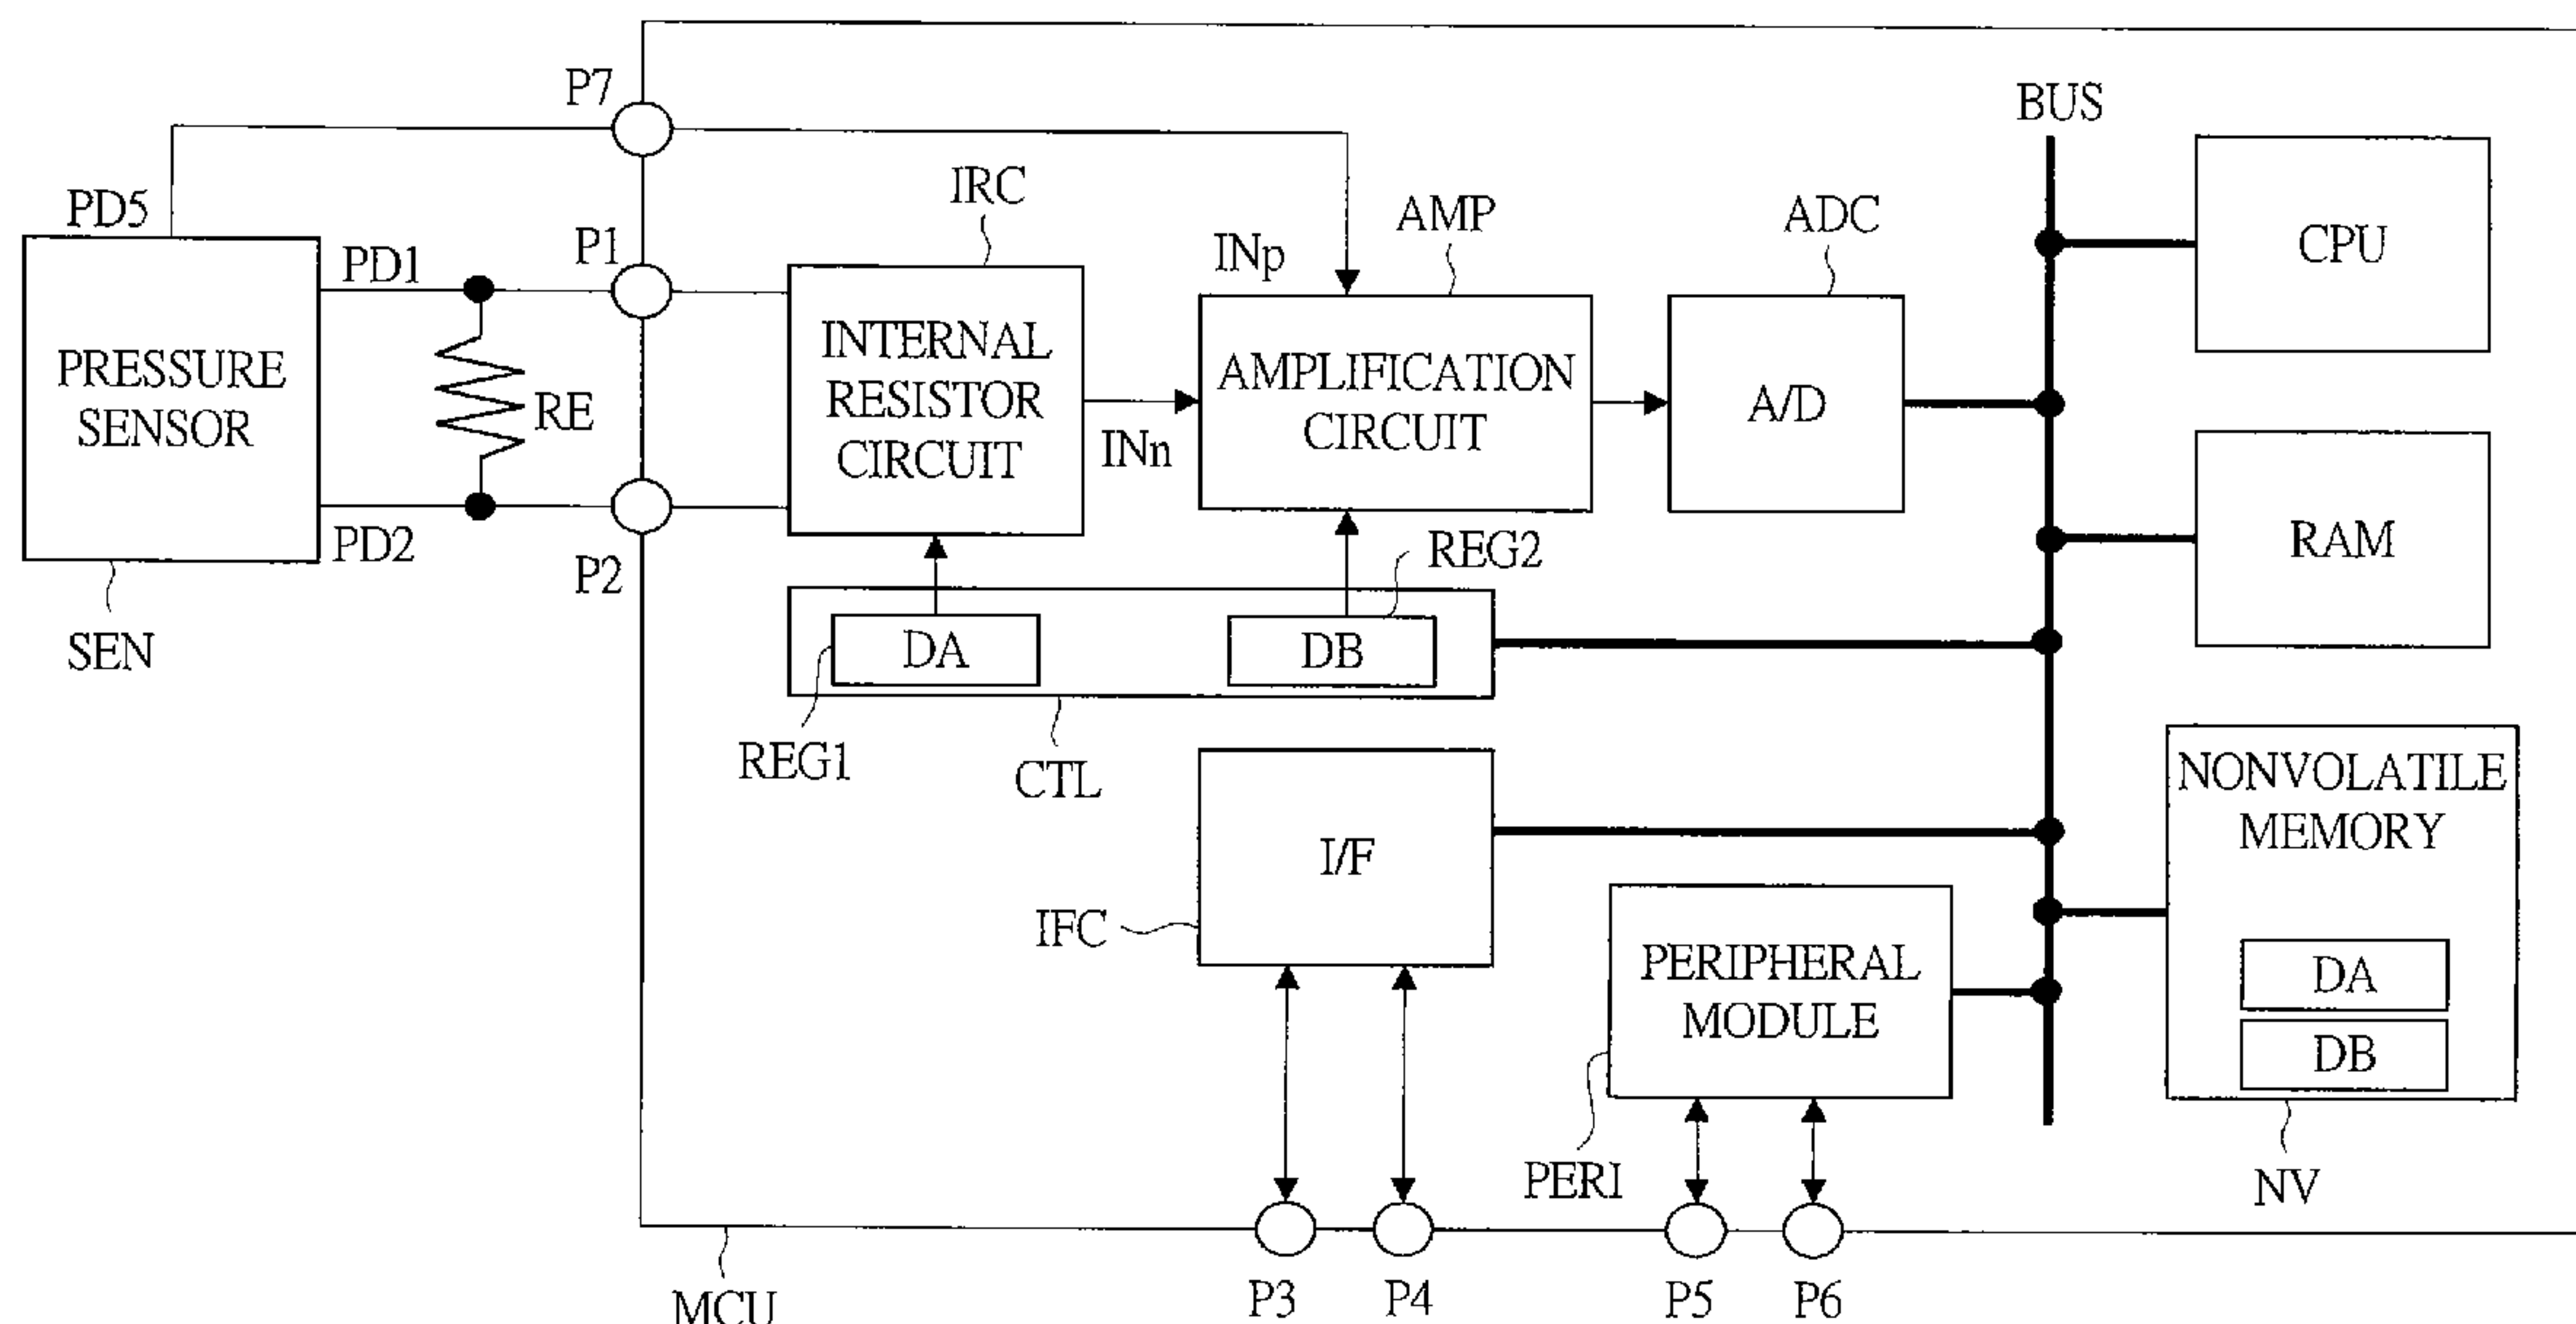 P7
BUS
IRC
PD5
PD1
P1
INp
AMP
ADC
CPU
PRESSURE
SENSOR
RE
INTERNAL
RESISTOR
CIRCUIT
INn
AMPLIFICATION
CIRCUIT
A/D
PD2
P2
REG2
RAM
SEN
DA
DB
REG1
CTL
I/F
IFC
NONVOLATILE
MEMORY
DA
DB
PERIPHERAL
MODULE
PERI
NV
MCU
P3
P4
P5
P6